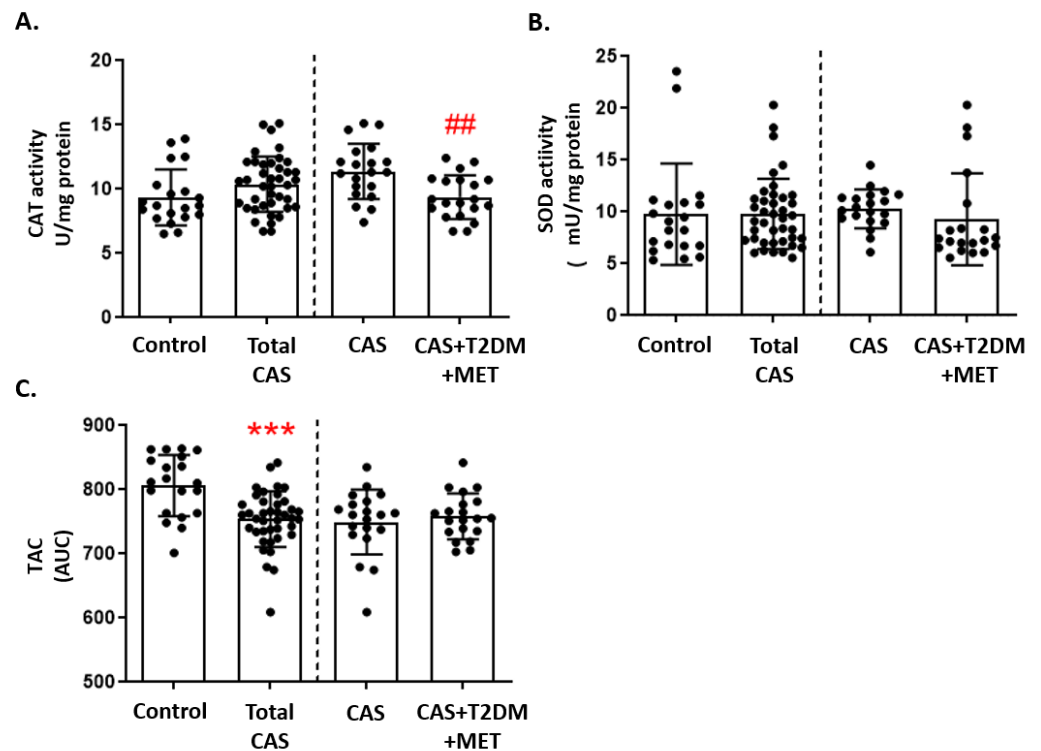 A.
CAT activity
U/mg protein
20
15
10
5
0
##
Control
Total
CAS
CAS
CAS+T2DM
+MET
B.
SOD actiivity
( mU/mg protein
25
20
15
10
5
0
Control
Total
CAS
CAS
CAS+T2DM
+MET
C.
TAC
(AUC)
900
800
700
600
500
***
Control
Total
CAS
CAS
CAS+T2DM
+MET